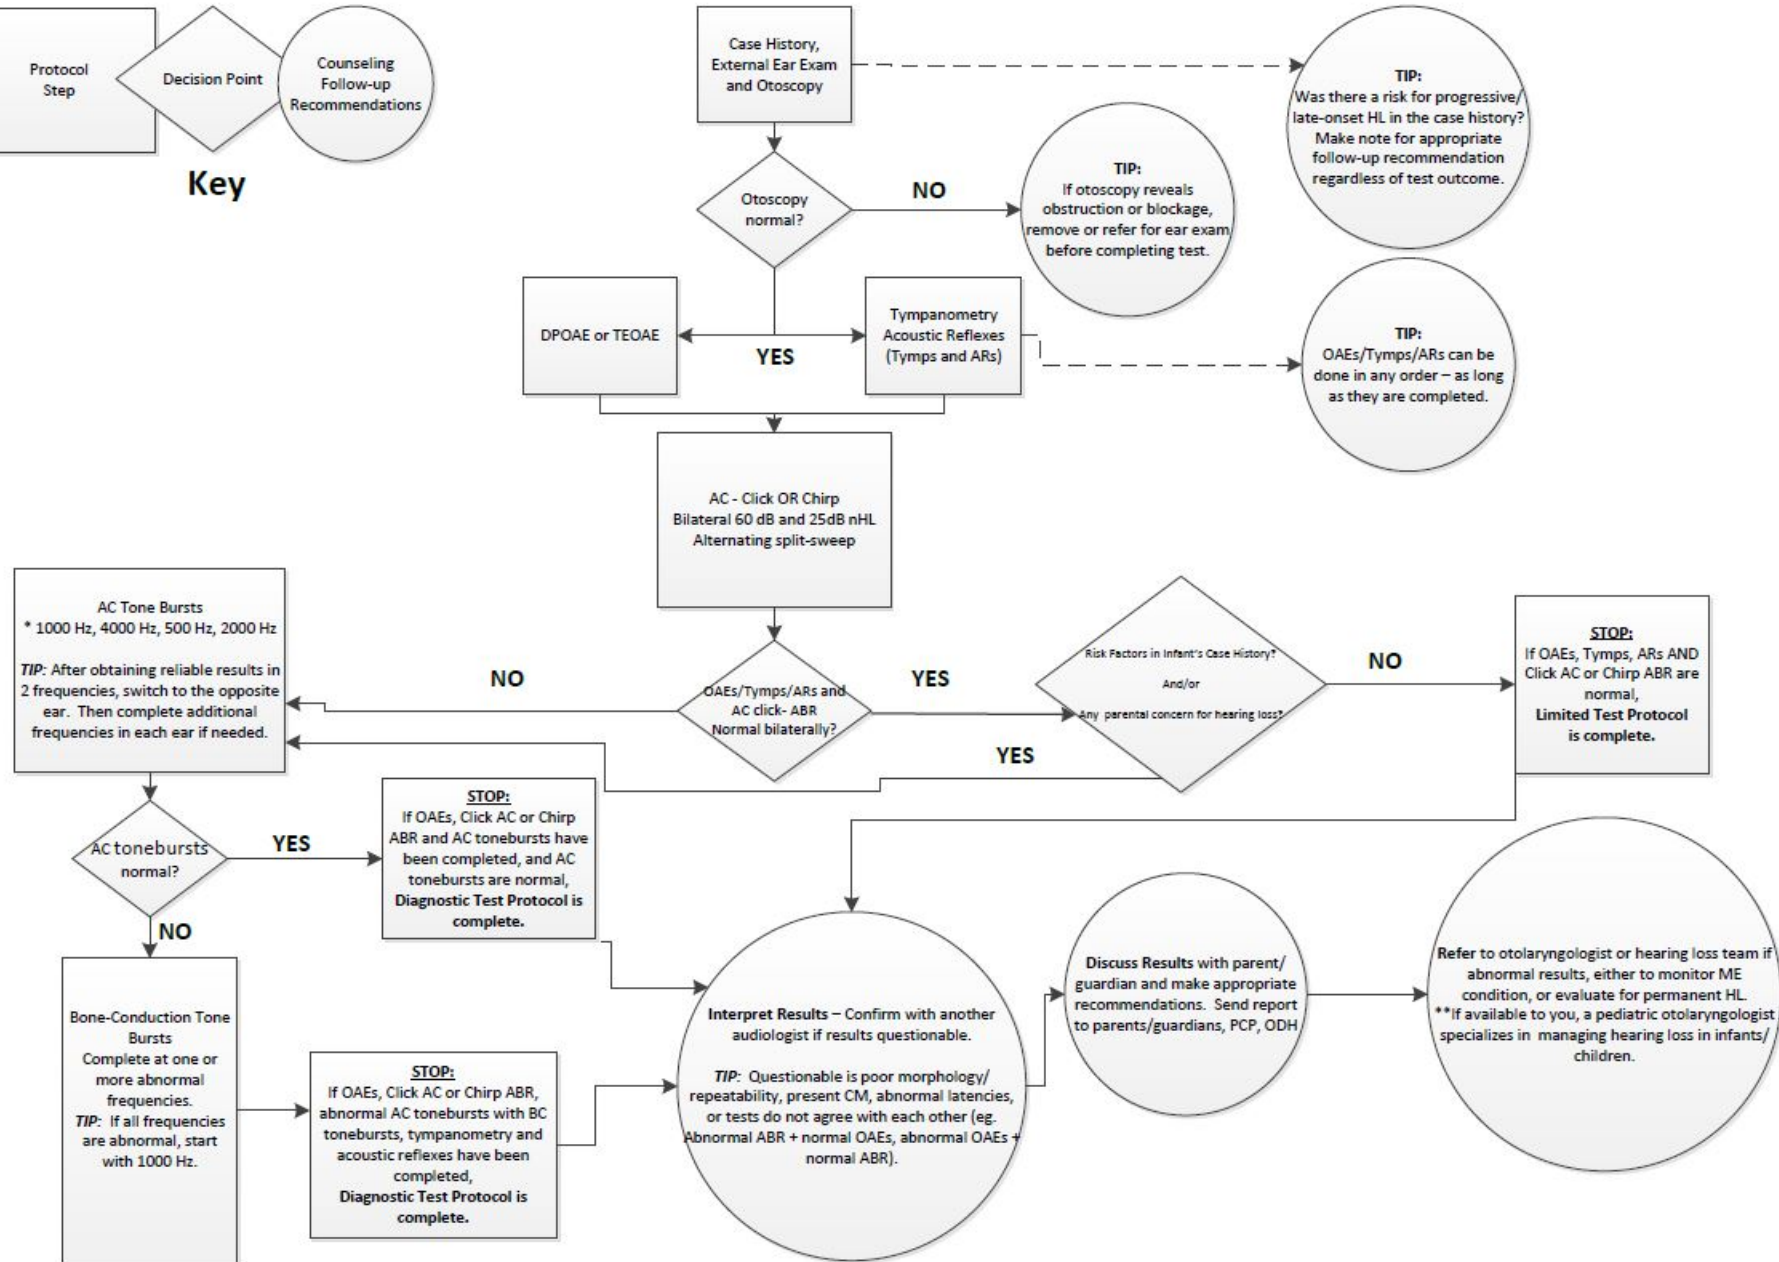 Protocol
Step
Decision Point
Counseling
Follow-up
Recommendations
Key
Case History,
External Ear Exam
and Otoscopy
TIP:
Was there a risk for progressive/
late-onset HL in the case history?
Make note for appropriate
follow-up recommendation
regardless of test outcome.
Otoscopy
normal?
NO
TIP:
If otoscopy reveals
obstruction or blockage,
remove or refer for ear exam
before completing test.
DPOAE or TEOAE
YES
Tympanometry
Acoustic Reflexes
(Tymps and ARs)
TIP:
OAEs/Tymps/ARs can be
done in any order – as long
as they are completed.
AC - Click OR Chirp
Bilateral 60 dB and 25dB nHL
Alternating split-sweep
AC Tone Bursts
* 1000 Hz, 4000 Hz, 500 Hz, 2000 Hz
TIP: After obtaining reliable results in
2 frequencies, switch to the opposite
ear. Then complete additional
frequencies in each ear if needed.
NO
OAEs/Tymps/ARs and
AC click- ABR
Normal bilaterally?
YES
Risk Factors in Infant's Case History?
And/or
Any parental concern for hearing loss?
NO
STOP:
If OAEs, Tymps, ARs AND
Click AC or Chirp ABR are
normal,
Limited Test Protocol
is complete.
YES
AC tonebursts
normal?
YES
STOP:
If OAEs, Click AC or Chirp
ABR and AC tonebursts have
been completed, and AC
tonebursts are normal,
Diagnostic Test Protocol is
complete.
NO
Bone-Conduction Tone
Bursts
Complete at one or
more abnormal
frequencies.
TIP: If all frequencies
are abnormal, start
with 1000 Hz.
STOP:
If OAEs, Click AC or Chirp ABR,
abnormal AC tonebursts with BC
tonebursts, tympanometry and
acoustic reflexes have been
completed,
Diagnostic Test Protocol is
complete.
Interpret Results – Confirm with another
audiologist if results questionable.
TIP: Questionable is poor morphology/
repeatability, present CM, abnormal latencies,
or tests do not agree with each other (eg.
Abnormal ABR + normal OAEs, abnormal OAEs +
normal ABR).
Discuss Results with parent/
guardian and make appropriate
recommendations. Send report
to parents/guardians, PCP, ODH
Refer to otolaryngologist or hearing loss team if
abnormal results, either to monitor ME
condition, or evaluate for permanent HL.
**If available to you, a pediatric otolaryngologist
specializes in managing hearing loss in infants/
children.